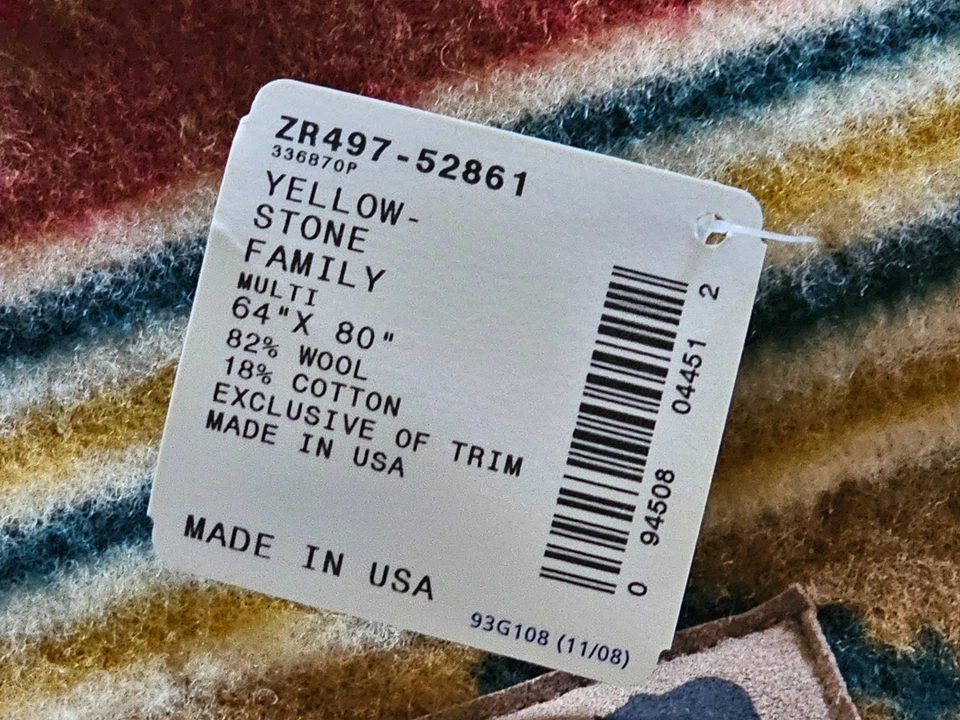 ZR497-52861
336870P
YELLOW-
STONE
FAMILY
MULTI
64"X 80"
82% WOOL
18% COTTON
EXCLUSIVE OF TRIM
MADE IN USA
MADE IN USA
0 94508 04451 2
93G108 (11/08)